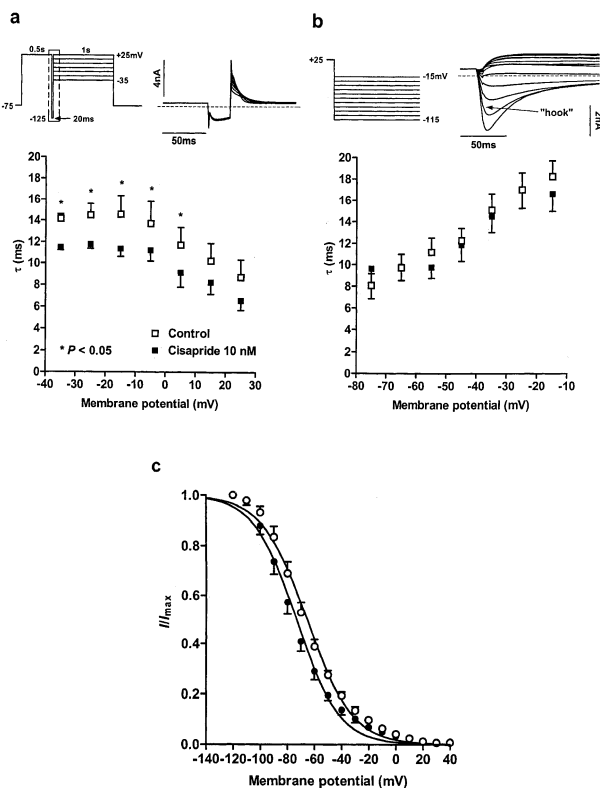 a
b
0.5s 1s
+25mV
-35
-75
-125 20ms
4nA
50ms
+25
-15mV
-115
"hook"
50ms
2nA
20
18
16
14
12
10
8
6
4
2
0
τ (ms)
* * * * *
Control
* P < 0.05 Cisapride 10 nM
-40 -30 -20 -10 0 10 20 30
Membrane potential (mV)
20
18
16
14
12
10
8
6
4
2
0
τ (ms)
-80 -70 -60 -50 -40 -30 -20 -10
Membrane potential (mV)
c
1.0
0.8
0.6
0.4
0.2
0.0
I/Imax
-140-120-100 -80 -60 -40 -20 0 20 40
Membrane potential (mV)